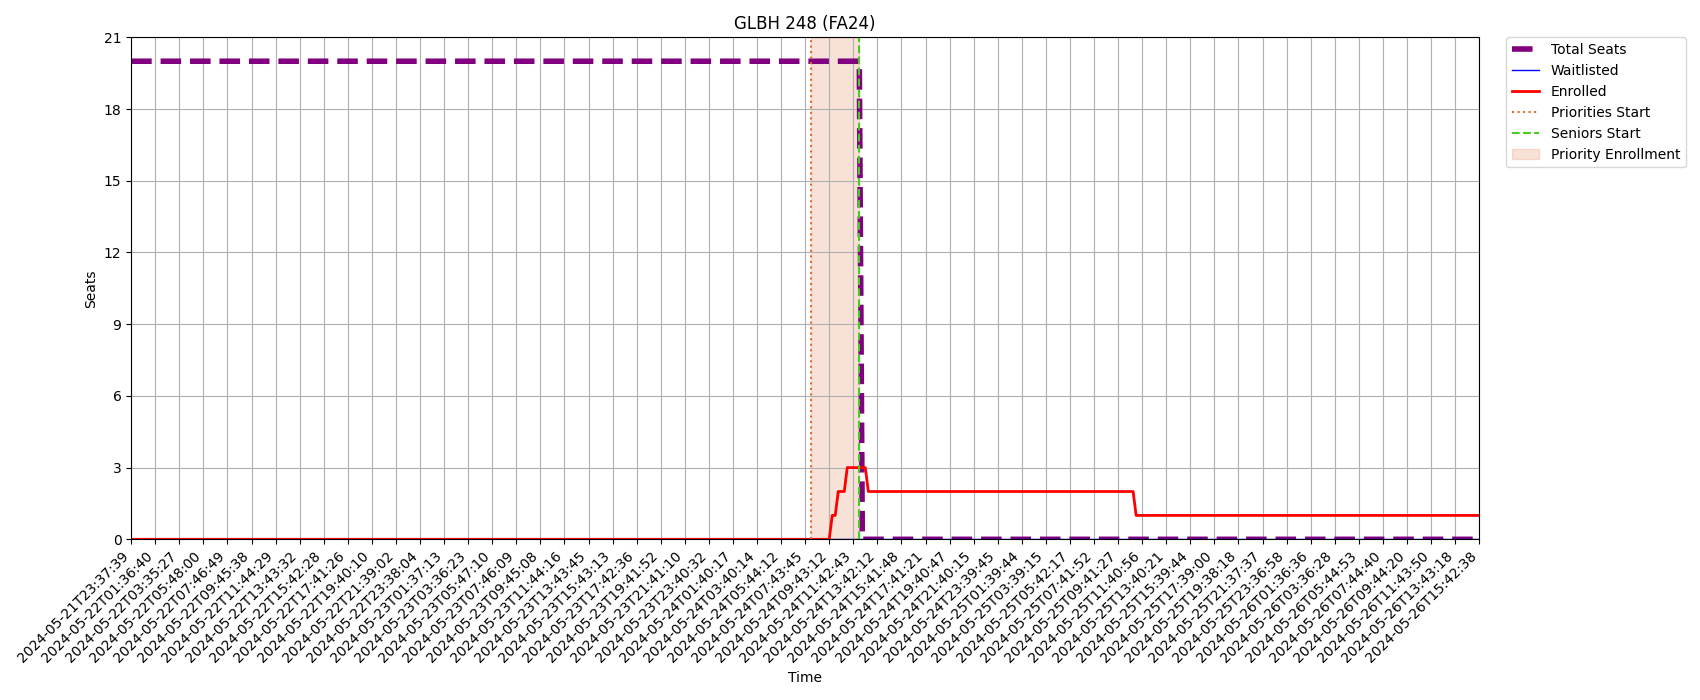 GLBH 248 (FA24)
21
18
15
12
9
6
3
0
Seats
Total Seats
Waitlisted
Enrolled
Priorities Start
Seniors Start
Priority Enrollment
2024-05-21T23:37:39
2024-05-22T01:36:40
2024-05-22T03:35:27
2024-05-22T05:48:00
2024-05-22T07:46:49
2024-05-22T09:45:38
2024-05-22T11:44:29
2024-05-22T13:43:32
2024-05-22T15:42:28
2024-05-22T17:41:26
2024-05-22T19:40:10
2024-05-22T21:39:02
2024-05-22T23:38:04
2024-05-23T01:37:13
2024-05-23T03:36:23
2024-05-23T05:47:10
2024-05-23T07:46:09
2024-05-23T09:45:08
2024-05-23T11:44:16
2024-05-23T13:43:45
2024-05-23T15:43:13
2024-05-23T17:42:36
2024-05-23T19:41:52
2024-05-23T21:41:10
2024-05-23T23:40:32
2024-05-24T01:40:17
2024-05-24T03:40:14
2024-05-24T05:44:12
2024-05-24T07:43:45
2024-05-24T09:43:12
2024-05-24T11:42:43
2024-05-24T13:42:12
2024-05-24T15:41:48
2024-05-24T17:41:21
2024-05-24T19:40:47
2024-05-24T21:40:15
2024-05-24T23:39:45
2024-05-25T01:39:44
2024-05-25T03:39:15
2024-05-25T05:42:17
2024-05-25T07:41:52
2024-05-25T09:41:27
2024-05-25T11:40:56
2024-05-25T13:40:21
2024-05-25T15:39:44
2024-05-25T17:39:00
2024-05-25T19:38:18
2024-05-25T21:37:37
2024-05-25T23:36:58
2024-05-26T01:36:36
2024-05-26T03:36:28
2024-05-26T05:44:53
2024-05-26T07:44:40
2024-05-26T09:44:20
2024-05-26T11:43:50
2024-05-26T13:43:18
2024-05-26T15:42:38
Time